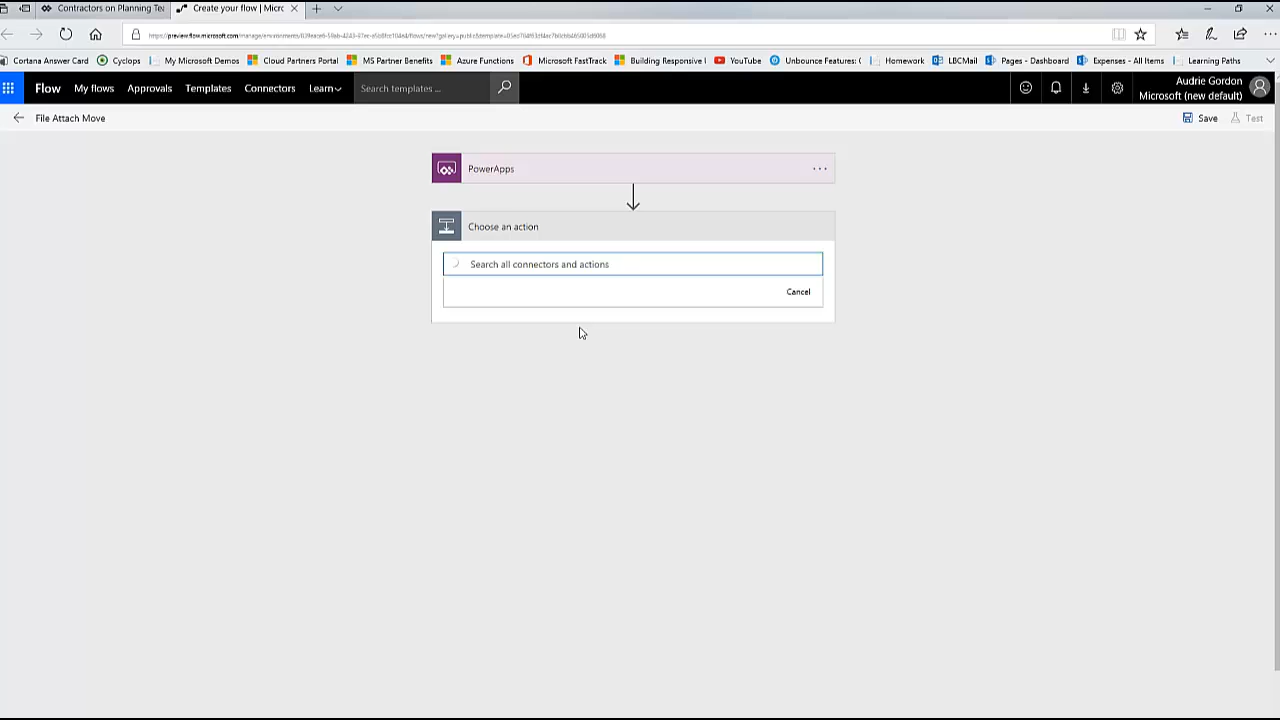 Contractors on Planning Te
Create your flow | Micro
Cortana Answer Card
Cyclops
My Microsoft Demos
Cloud Partners Portal
MS Partner Benefits
Azure Functions
Microsoft FastTrack
Building Responsive
YouTube
Unbounce Features: (
Homework
LBCMail
Pages - Dashboard
Expenses - All Items
Learning Paths
Flow
My flows
Approvals
Templates
Connectors
Learn
Search templates ...
Audrie Gordon
Microsoft (new default)
File Attach Move
Save
Test
PowerApps
Choose an action
Search all connectors and actions
Cancel